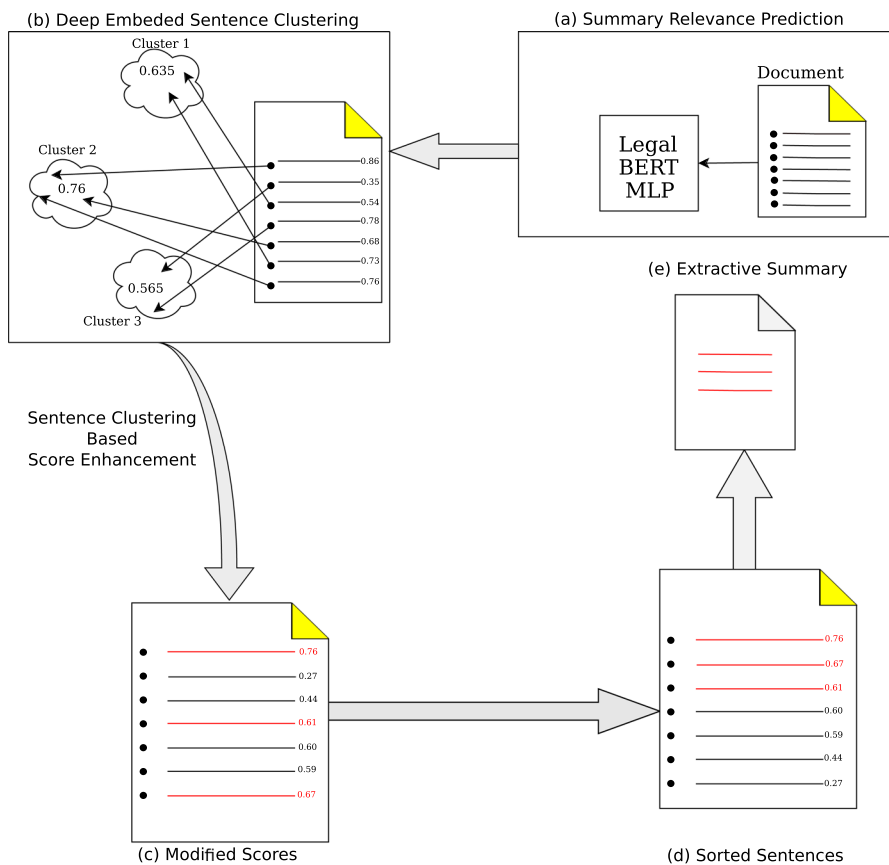 (b) Deep Embeded Sentence Clustering
Cluster 1
0.635
Cluster 2
0.76
0.565
Cluster 3
0.86
0.35
0.54
0.78
0.68
0.73
0.76
(a) Summary Relevance Prediction
Document
Legal
BERT
MLP
Sentence Clustering
Based
Score Enhancement
0.76
0.27
0.44
0.61
0.60
0.59
0.67
(c) Modified Scores
0.76
0.67
0.61
0.60
0.59
0.44
0.27
(d) Sorted Sentences
(e) Extractive Summary